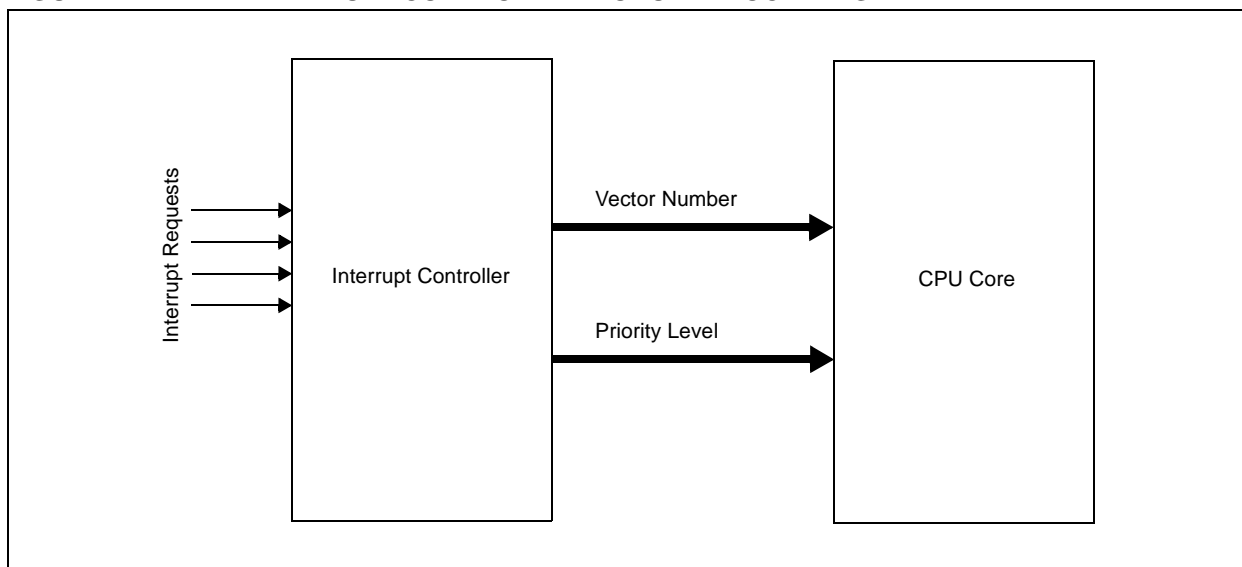 Interrupt Requests
Interrupt Controller
Vector Number
Priority Level
CPU Core